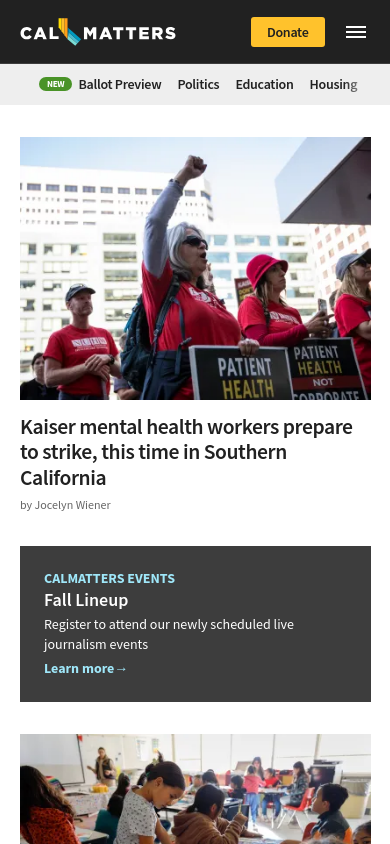 CAL MATTERS
Donate
NEW Ballot Preview Politics Education Housing
PATIENT
HEALTH
PATIENT
HEALTH
NOT
CORPORATE
Kaiser mental health workers prepare
to strike, this time in Southern
California
by Jocelyn Wiener
CALMATTERS EVENTS
Fall Lineup
Register to attend our newly scheduled live
journalism events
Learn more→